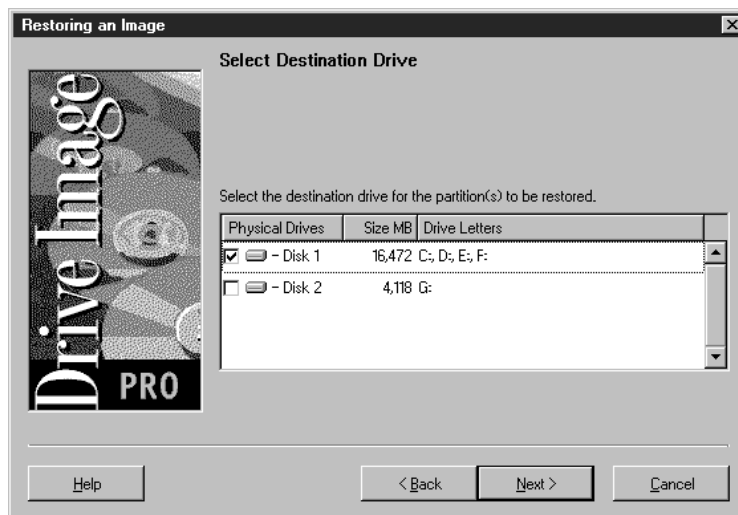 Restoring an Image
Drive Image
PRO
Select Destination Drive
Select the destination drive for the partition(s) to be restored.
Physical Drives Size MB Drive Letters
- Disk 1 16,472 C:, D:, E:, F:
- Disk 2 4,118 G:
Help < Back Next > Cancel